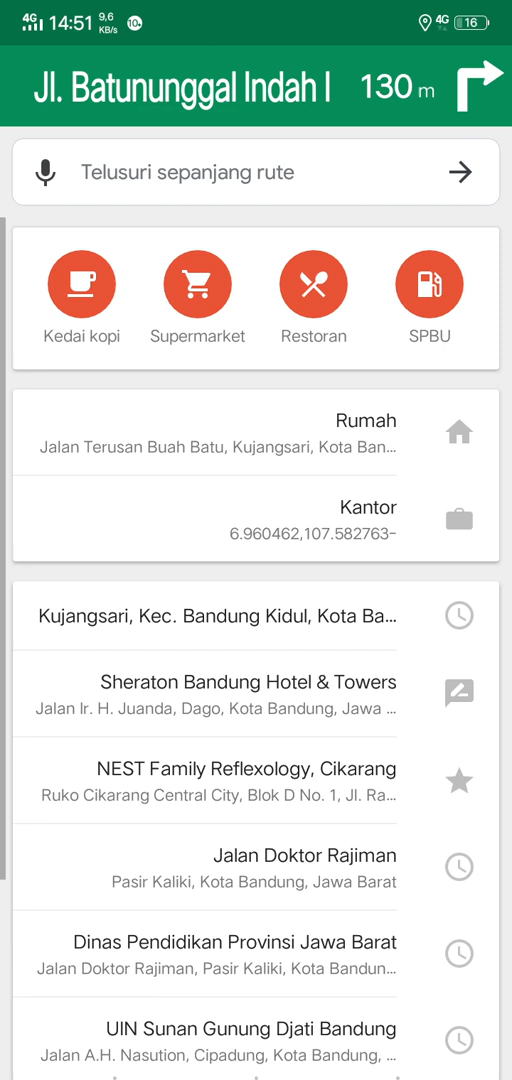 4G 14:51 9,6 KB/s 10+ 4G 16
Jl. Batununggal Indah I 130 m
Telusuri sepanjang rute
Kedai kopi Supermarket Restoran SPBU
Rumah
Jalan Terusan Buah Batu, Kujangsari, Kota Ban...
Kantor
6.960462,107.582763-
Kujangsari, Kec. Bandung Kidul, Kota Ba...
Sheraton Bandung Hotel & Towers
Jalan Ir. H. Juanda, Dago, Kota Bandung, Jawa ...
NEST Family Reflexology, Cikarang
Ruko Cikarang Central City, Blok D No. 1, Jl. Ra...
Jalan Doktor Rajiman
Pasir Kaliki, Kota Bandung, Jawa Barat
Dinas Pendidikan Provinsi Jawa Barat
Jalan Doktor Rajiman, Pasir Kaliki, Kota Bandun...
UIN Sunan Gunung Djati Bandung
Jalan A.H. Nasution, Cipadung, Kota Bandung, ...